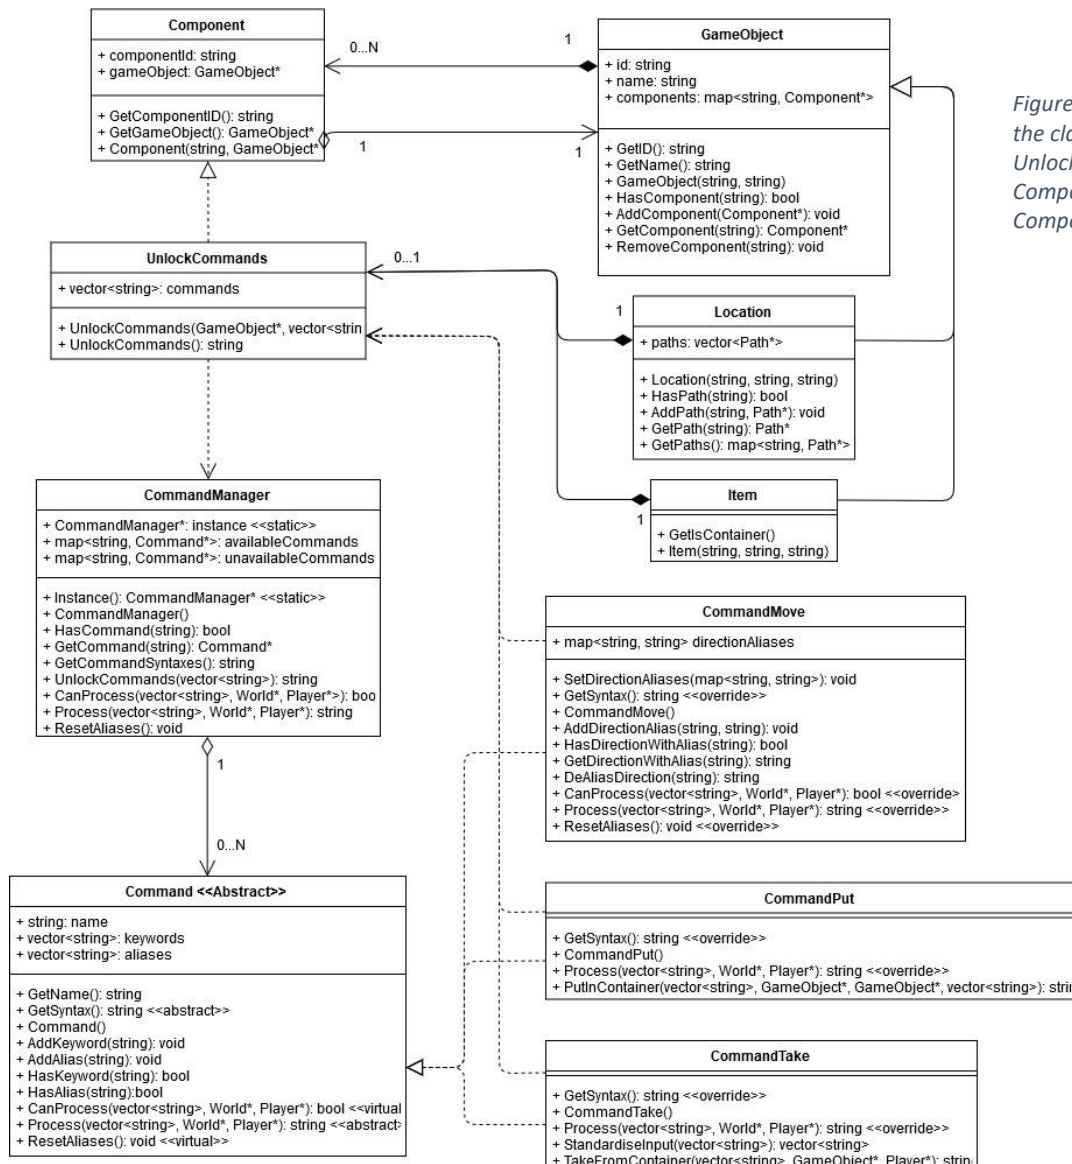 Component
+ componentId: string
+ gameObject: GameObject*
+ GetComponentID(): string
+ GetGameObject(): GameObject*
+ Component(string, GameObject*
0...N
1
1
1
GameObject
+ id: string
+ name: string
+ components: map<string, Component*>
+ GetID(): string
+ GetName(): string
+ GameObject(string, string)
+ HasComponent(string): bool
+ AddComponent(Component*): void
+ GetComponent(string): Component*
+ RemoveComponent(string): void
Figure
the cla
Unlock
Compo
Compo
UnlockCommands
+ vector<string>: commands
+ UnlockCommands(GameObject*, vector<strin
+ UnlockCommands(): string
0...1
1
Location
+ paths: vector<Path*>
+ Location(string, string, string)
+ HasPath(string): bool
+ AddPath(string, Path*): void
+ GetPath(string): Path*
+ GetPaths(): map<string, Path*>
1
Item
+ GetIsContainer()
+ Item(string, string, string)
CommandManager
+ CommandManager*: instance <<static>>
+ map<string, Command*>: availableCommands
+ map<string, Command*>: unavailableCommands
+ Instance(): CommandManager* <<static>>
+ CommandManager()
+ HasCommand(string): bool
+ GetCommand(string): Command*
+ GetCommandSyntaxes(): string
+ UnlockCommands(vector<string>): string
+ CanProcess(vector<string>, World*, Player*>): boo
+ Process(vector<string>, World*, Player*): string
+ ResetAliases(): void
1
0...N
CommandMove
+ map<string, string> directionAliases
+ SetDirectionAliases(map<string, string>): void
+ GetSyntax(): string <<override>>
+ CommandMove()
+ AddDirectionAlias(string, string): void
+ HasDirectionWithAlias(string): bool
+ GetDirectionWithAlias(string): string
+ DeAliasDirection(string): string
+ CanProcess(vector<string>, World*, Player*): bool <<override>
+ Process(vector<string>, World*, Player*): string <<override>>
+ ResetAliases(): void <<override>>
Command <<Abstract>>
+ string: name
+ vector<string>: keywords
+ vector<string>: aliases
+ GetName(): string
+ GetSyntax(): string <<abstract>>
+ Command()
+ AddKeyword(string): void
+ AddAlias(string): void
+ HasKeyword(string): bool
+ HasAlias(string):bool
+ CanProcess(vector<string>, World*, Player*): bool <<virtual
+ Process(vector<string>, World*, Player*): string <<abstract>
+ ResetAliases(): void <<virtual>>
CommandPut
+ GetSyntax(): string <<override>>
+ CommandPut()
+ Process(vector<string>, World*, Player*): string <<override>>
+ PutInContainer(vector<string>, GameObject*, GameObject*, vector<string>): strin
CommandTake
+ GetSyntax(): string <<override>>
+ CommandTake()
+ Process(vector<string>, World*, Player*): string <<override>>
+ StandardiseInput(vector<string>): vector<string>
+ TakeFromContainer(vector<string>, GameObject*, Player*): string